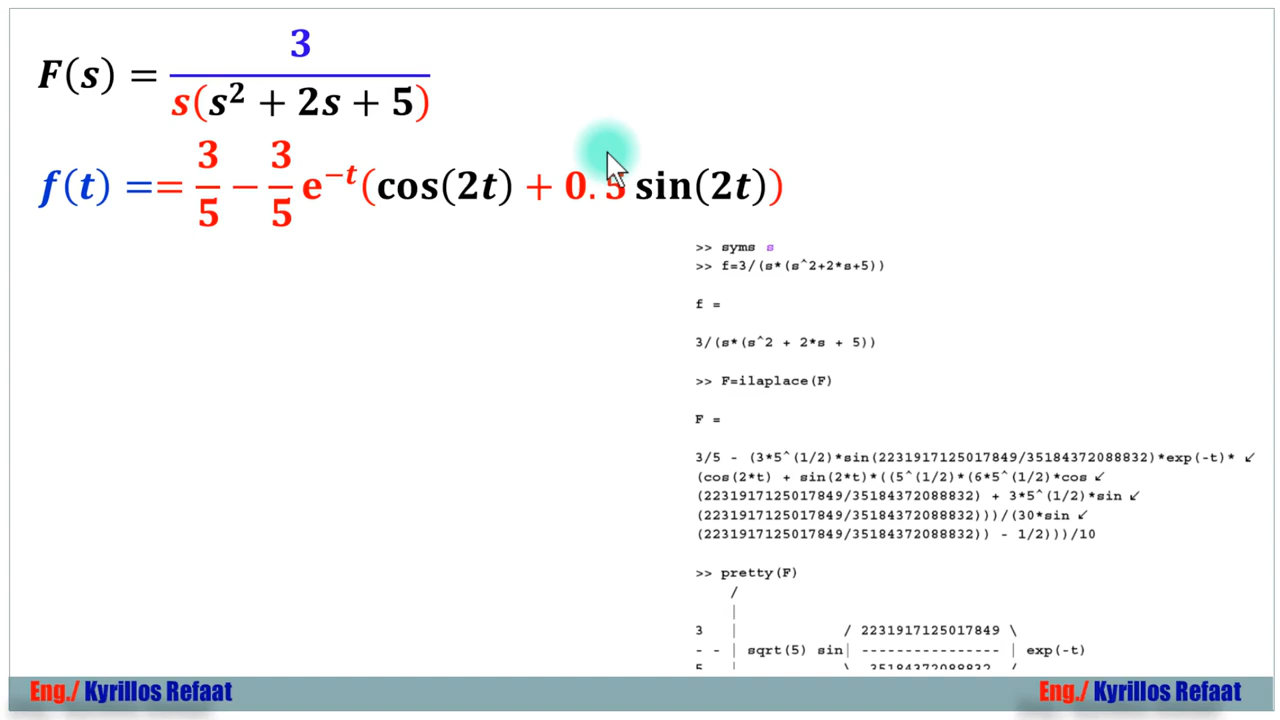 F(s) = 3 / s(s² + 2s + 5)
f(t) == 3/5 − 3/5 e^−t(cos(2t) + 0.5 sin(2t))
>> syms s
>> f=3/(s*(s^2+2*s+5))
f =
3/(s*(s^2 + 2*s + 5))
>> F=ilaplace(F)
F =
3/5 - (3*5^(1/2)*sin(2231917125017849/35184372088832)*exp(-t)* ↙
(cos(2*t) + sin(2*t)*((5^(1/2)*(6*5^(1/2)*cos ↙
(2231917125017849/35184372088832) + 3*5^(1/2)*sin ↙
(2231917125017849/35184372088832)))/(30*sin ↙
(2231917125017849/35184372088832)) - 1/2)))/10
>> pretty(F)
/
|
3 | / 2231917125017849 \
- - | sqrt(5) sin| ---------------- | exp(-t)
5 | \ 35184372088832 /
Eng./ Kyrillos Refaat
Eng./ Kyrillos Refaat